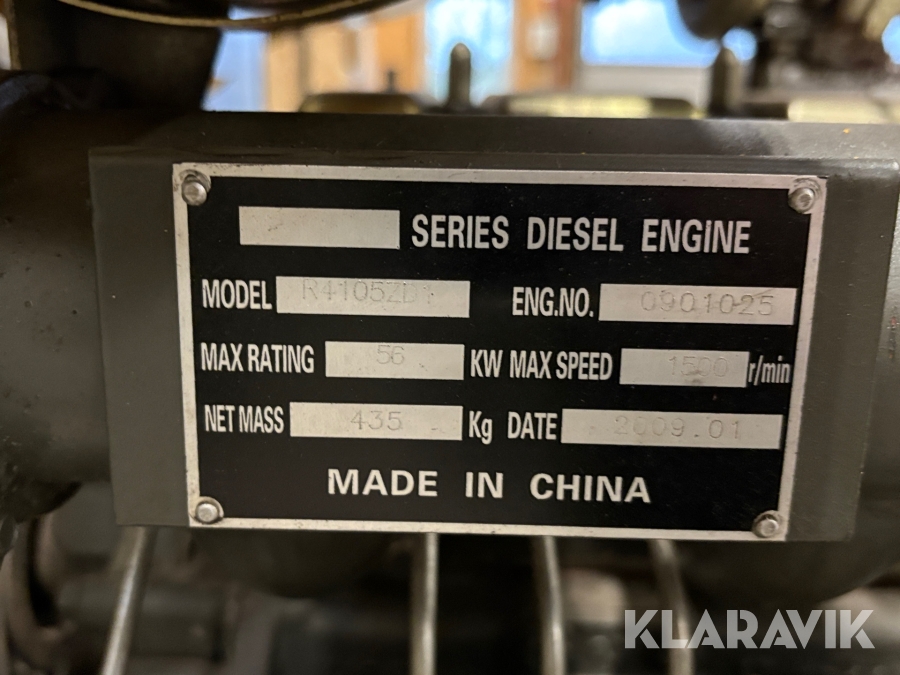 SERIES DIESEL ENGINE
MODEL R4105ZD1 ENG.NO. 0901025
MAX RATING 56 KW MAX SPEED 1500 r/min
NET MASS 435 Kg DATE 2009.01
MADE IN CHINA
KLARAVIK